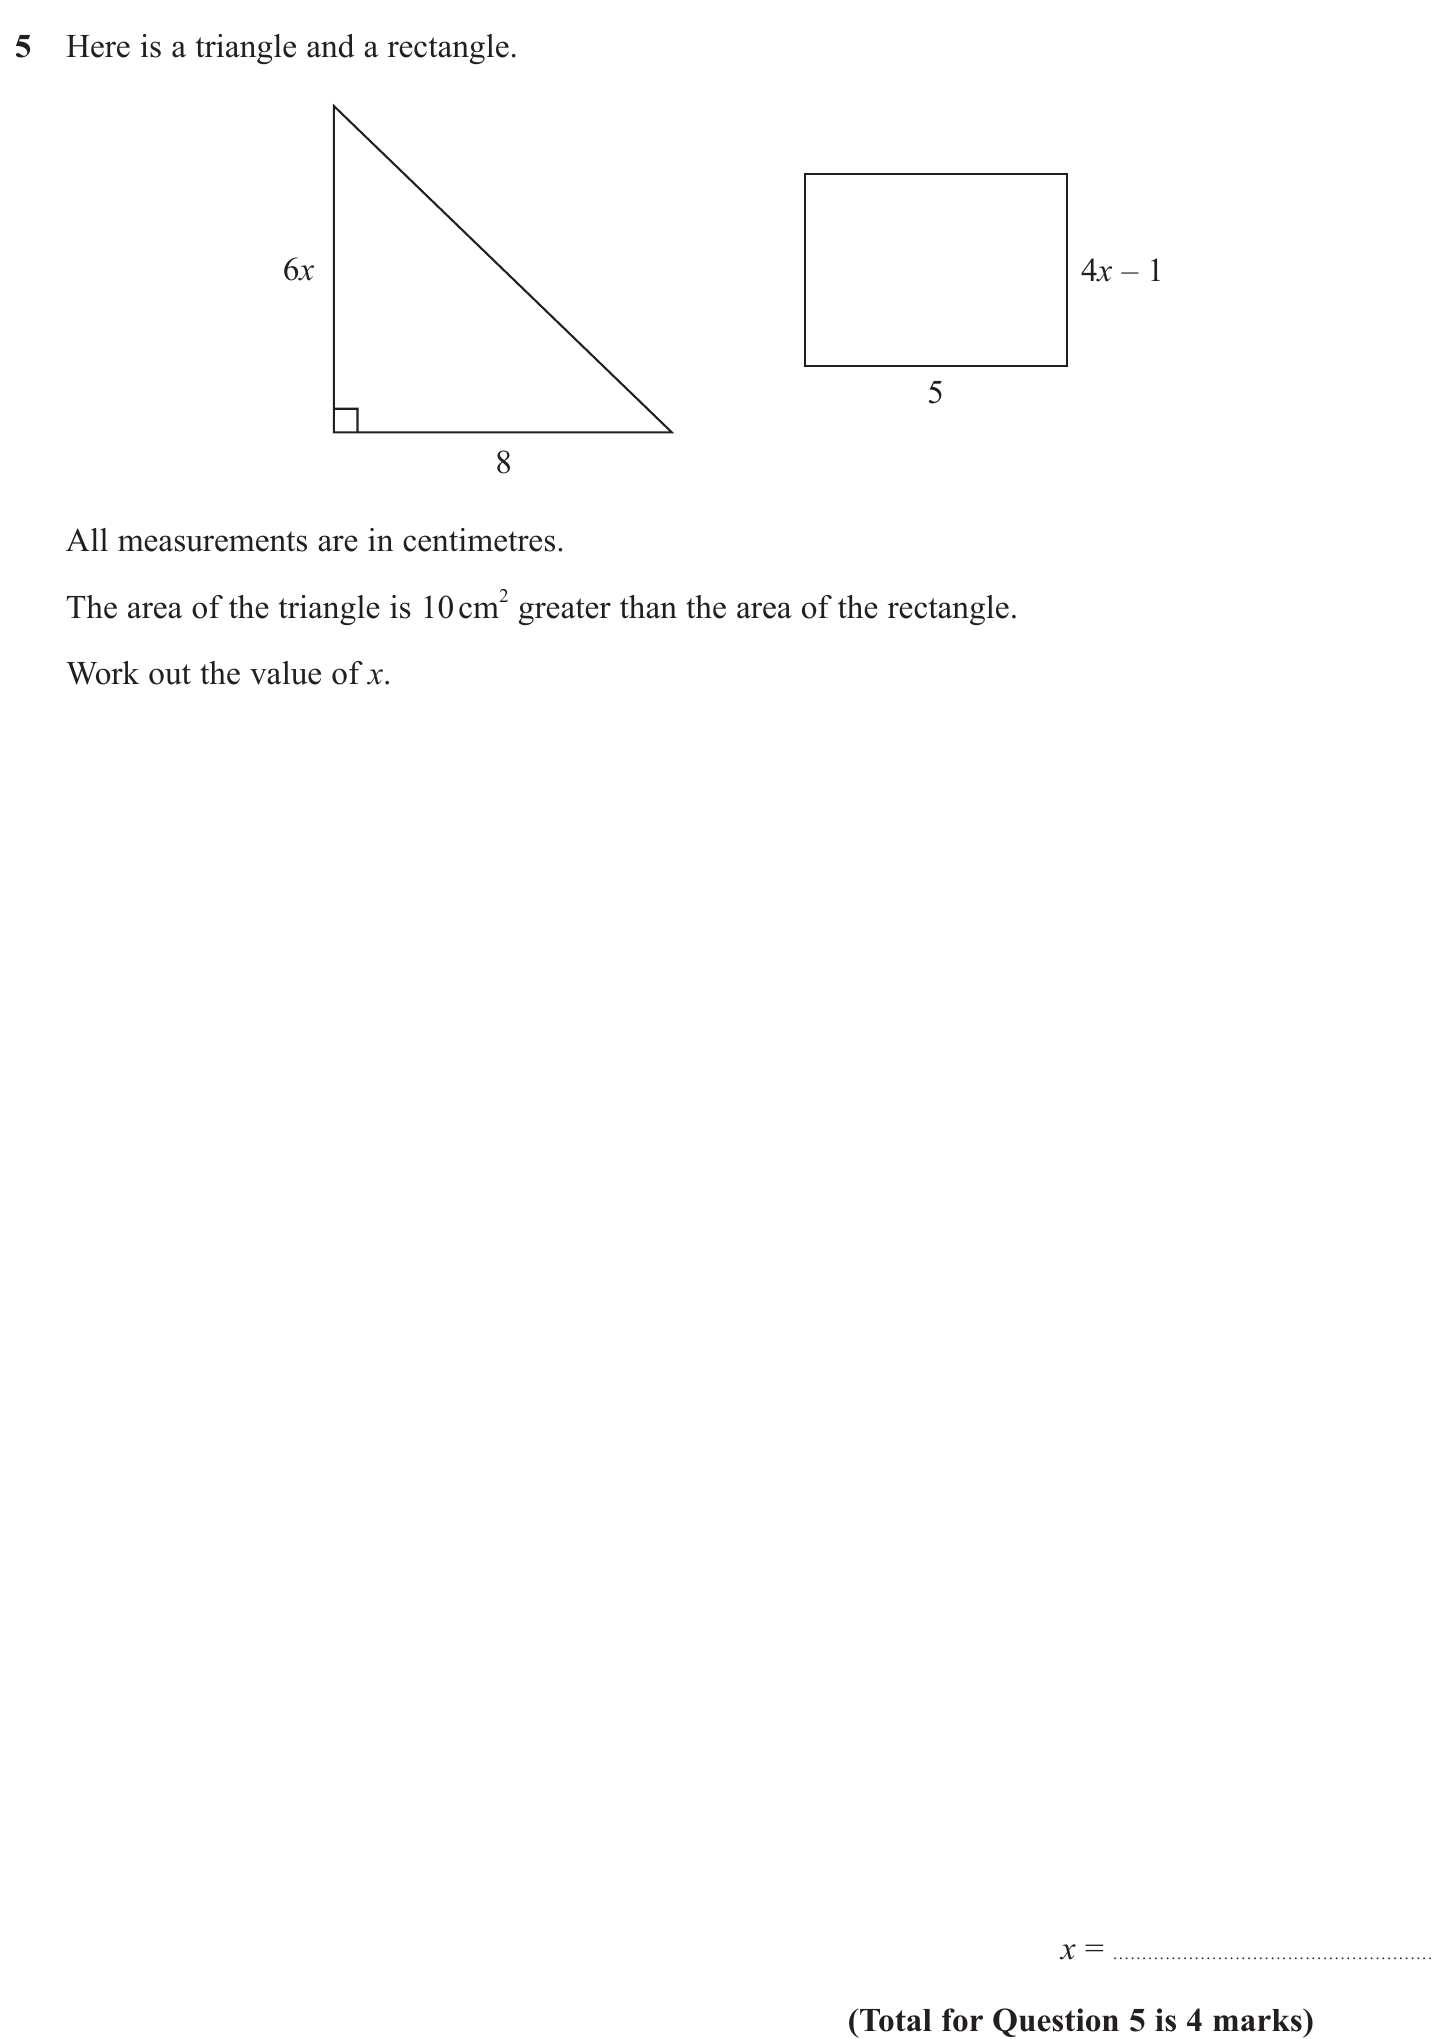 5 Here is a triangle and a rectangle.
6x
4x – 1
5
8
All measurements are in centimetres.
The area of the triangle is 10 cm² greater than the area of the rectangle.
Work out the value of x.
x = ......................................................
(Total for Question 5 is 4 marks)